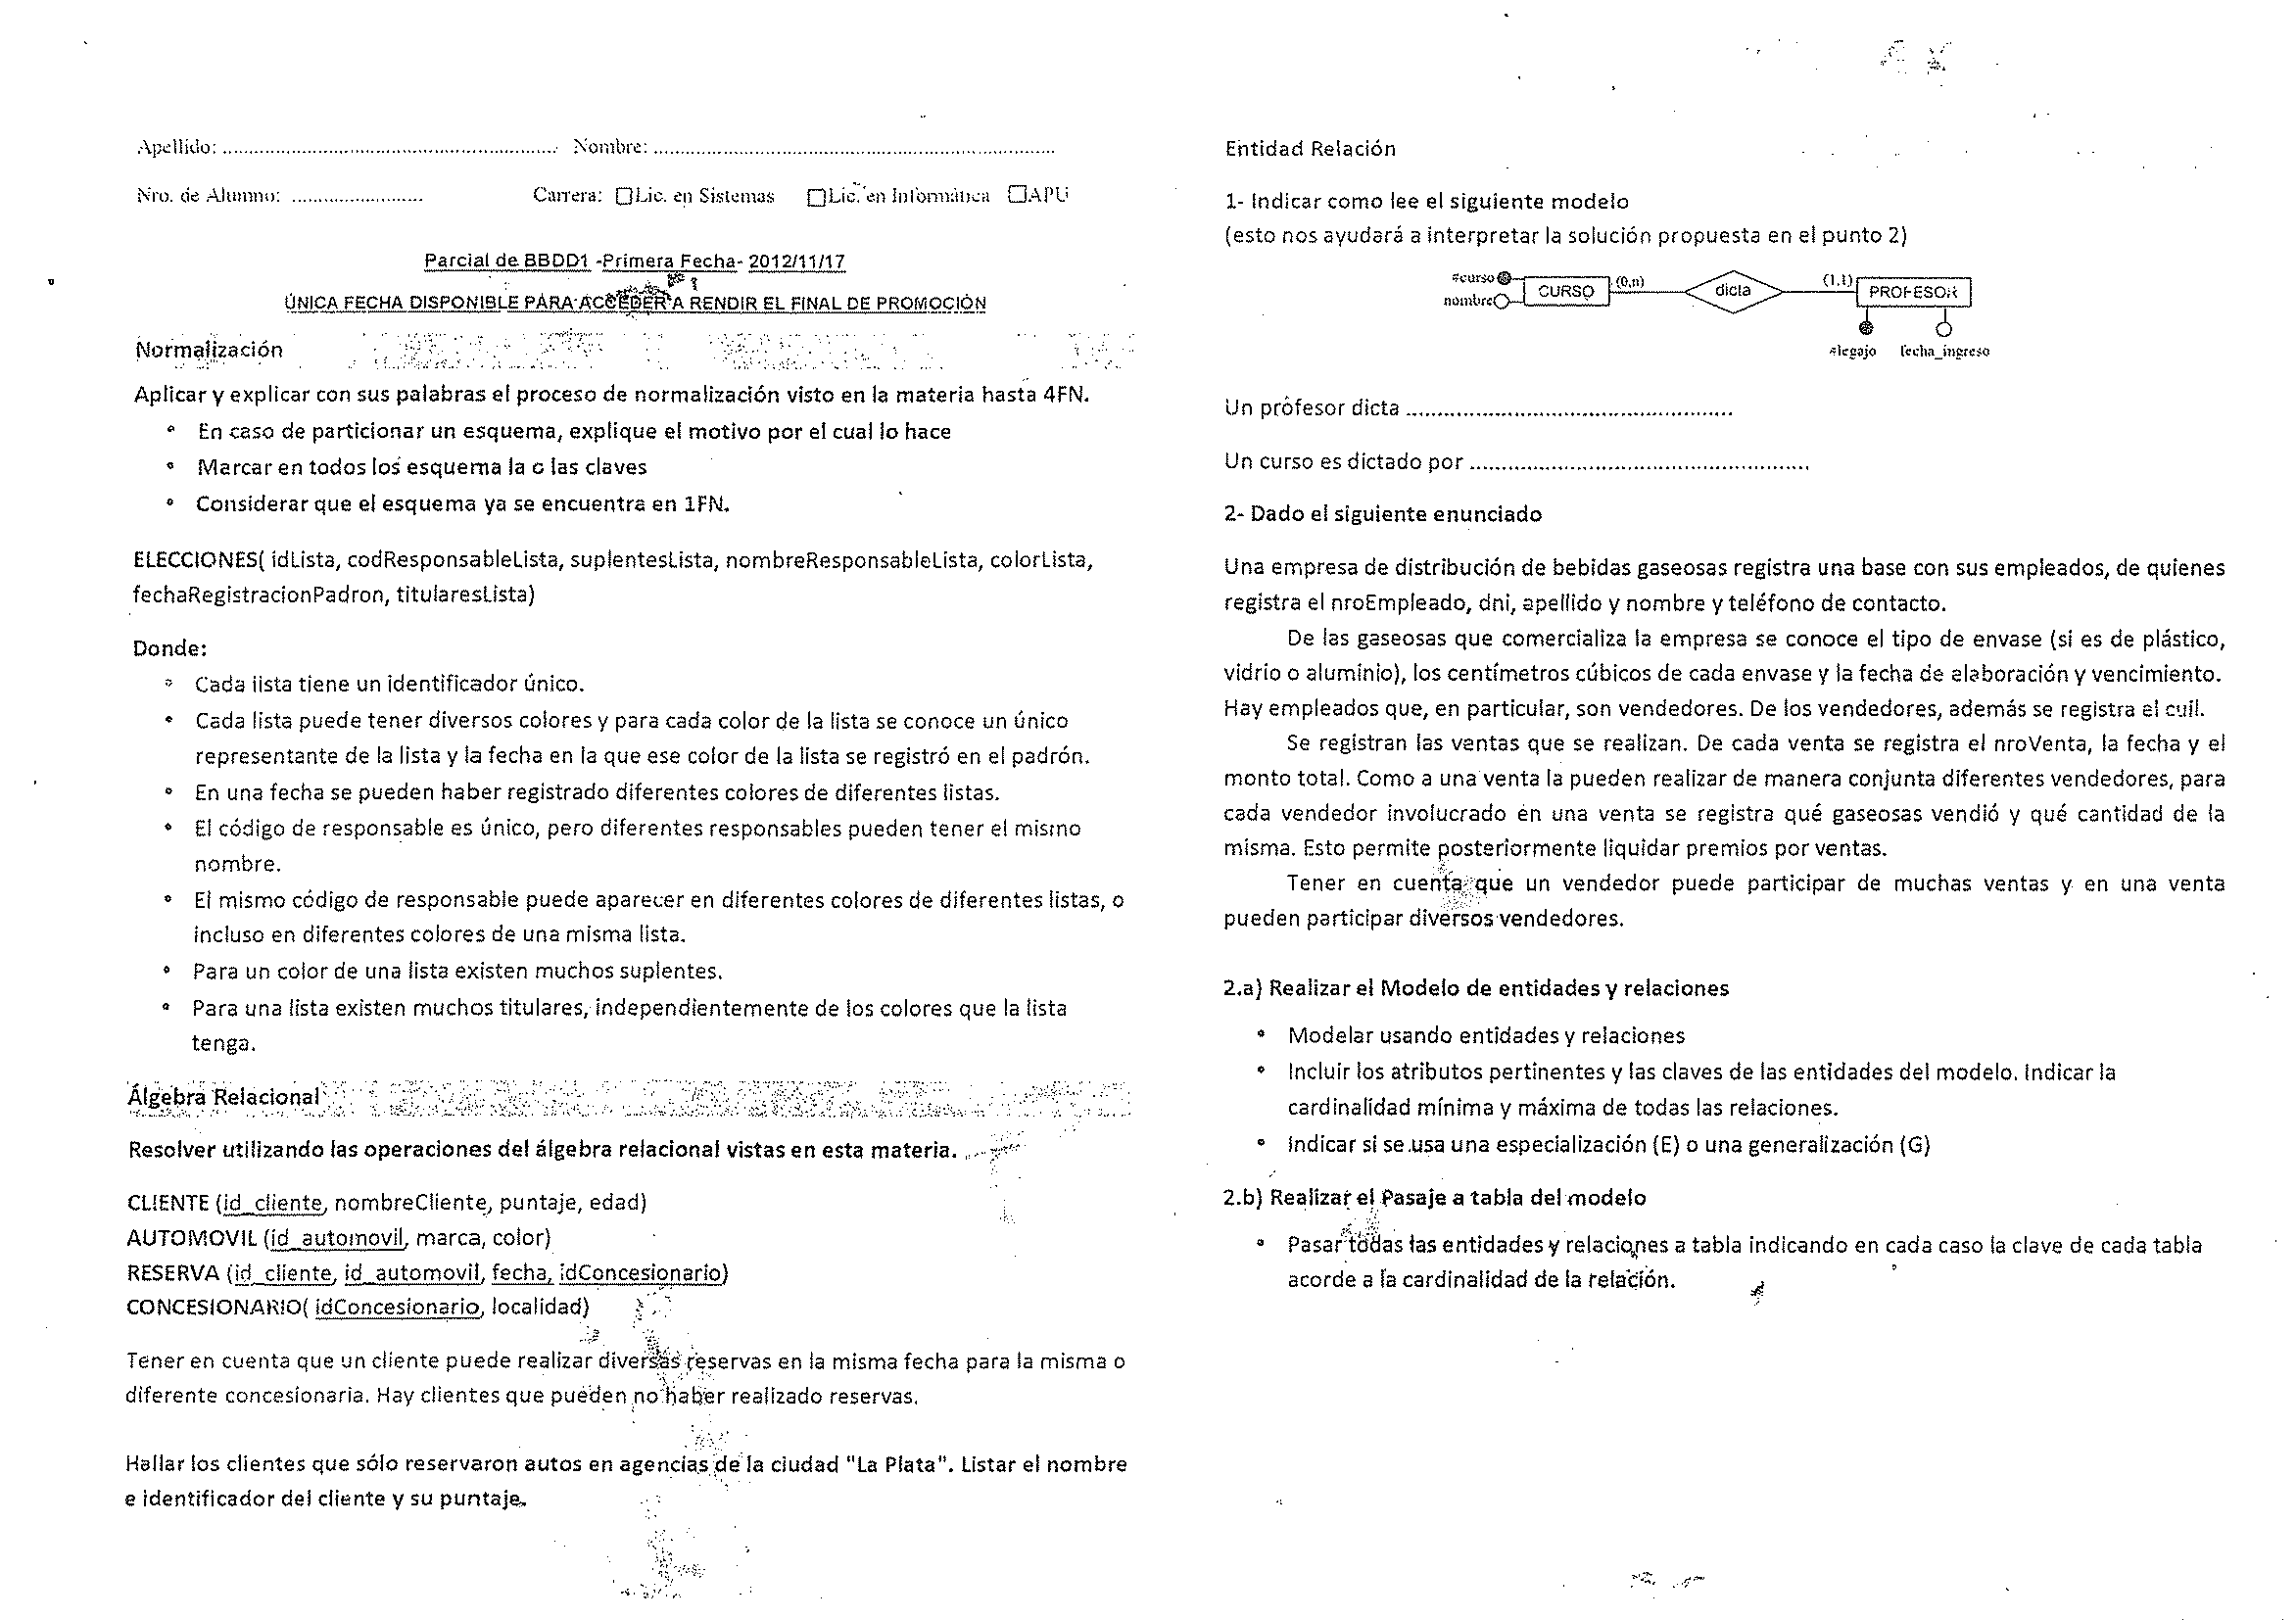 Apellido: ..................................................... Nombre: ................................................................
Nro. de Alumno: ........................ Carrera: Lic. en Sistemas Lic. en Informática APU
Parcial de BBDD1 -Primera Fecha- 2012/11/17
ÚNICA FECHA DISPONIBLE PARA ACCEDER A RENDIR EL FINAL DE PROMOCIÓN
Normalización
Aplicar y explicar con sus palabras el proceso de normalización visto en la materia hasta 4FN.
• En caso de particionar un esquema, explique el motivo por el cual lo hace
• Marcar en todos los esquema la o las claves
• Considerar que el esquema ya se encuentra en 1FN.
ELECCIONES( idLista, codResponsableLista, suplentesLista, nombreResponsableLista, colorLista,
fechaRegistracionPadron, titularesLista)
Donde:
• Cada lista tiene un identificador único.
• Cada lista puede tener diversos colores y para cada color de la lista se conoce un único
representante de la lista y la fecha en la que ese color de la lista se registró en el padrón.
• En una fecha se pueden haber registrado diferentes colores de diferentes listas.
• El código de responsable es único, pero diferentes responsables pueden tener el mismo
nombre.
• El mismo código de responsable puede aparecer en diferentes colores de diferentes listas, o
incluso en diferentes colores de una misma lista.
• Para un color de una lista existen muchos suplentes.
• Para una lista existen muchos titulares, independientemente de los colores que la lista
tenga.
Álgebra Relacional
Resolver utilizando las operaciones del álgebra relacional vistas en esta materia.
CLIENTE (id_cliente, nombreCliente, puntaje, edad)
AUTOMOVIL (id_automovil, marca, color)
RESERVA (id_cliente, id_automovil, fecha, idConcesionario)
CONCESIONARIO( idConcesionario, localidad)
Tener en cuenta que un cliente puede realizar diversas reservas en la misma fecha para la misma o
diferente concesionaria. Hay clientes que pueden no haber realizado reservas.
Hallar los clientes que sólo reservaron autos en agencias de la ciudad "La Plata". Listar el nombre
e identificador del cliente y su puntaje.
Entidad Relación
1- Indicar como lee el siguiente modelo
(esto nos ayudará a interpretar la solución propuesta en el punto 2)
#curso
nombre
CURSO
(0,n)
dicta
(1,1)
PROFESOR
#legajo fecha_ingreso
Un profesor dicta ..................................................
Un curso es dictado por ....................................................
2- Dado el siguiente enunciado
Una empresa de distribución de bebidas gaseosas registra una base con sus empleados, de quienes
registra el nroEmpleado, dni, apellido y nombre y teléfono de contacto.
De las gaseosas que comercializa la empresa se conoce el tipo de envase (si es de plástico,
vidrio o aluminio), los centímetros cúbicos de cada envase y la fecha de elaboración y vencimiento.
Hay empleados que, en particular, son vendedores. De los vendedores, además se registra el cuil.
Se registran las ventas que se realizan. De cada venta se registra el nroVenta, la fecha y el
monto total. Como a una venta la pueden realizar de manera conjunta diferentes vendedores, para
cada vendedor involucrado en una venta se registra qué gaseosas vendió y qué cantidad de la
misma. Esto permite posteriormente liquidar premios por ventas.
Tener en cuenta que un vendedor puede participar de muchas ventas y en una venta
pueden participar diversos vendedores.
2.a) Realizar el Modelo de entidades y relaciones
• Modelar usando entidades y relaciones
• Incluir los atributos pertinentes y las claves de las entidades del modelo. Indicar la
cardinalidad mínima y máxima de todas las relaciones.
• Indicar si se usa una especialización (E) o una generalización (G)
2.b) Realizar el Pasaje a tabla del modelo
• Pasar todas las entidades y relaciones a tabla indicando en cada caso la clave de cada tabla
acorde a la cardinalidad de la relación.